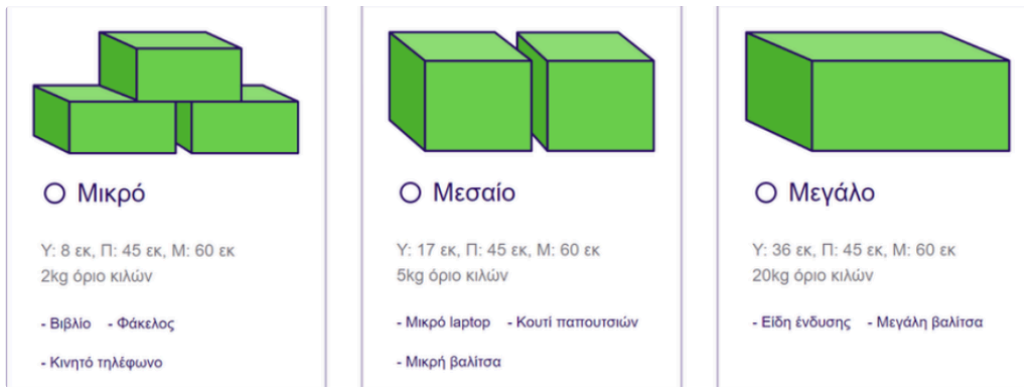 Μικρό
Υ: 8 εκ, Π: 45 εκ, Μ: 60 εκ
2kg όριο κιλών
- Βιβλίο - Φάκελος
- Κινητό τηλέφωνο
Μεσαίο
Υ: 17 εκ, Π: 45 εκ, Μ: 60 εκ
5kg όριο κιλών
- Μικρό laptop - Κουτί παπουτσιών
- Μικρή βαλίτσα
Μεγάλο
Υ: 36 εκ, Π: 45 εκ, Μ: 60 εκ
20kg όριο κιλών
- Είδη ένδυσης - Μεγάλη βαλίτσα